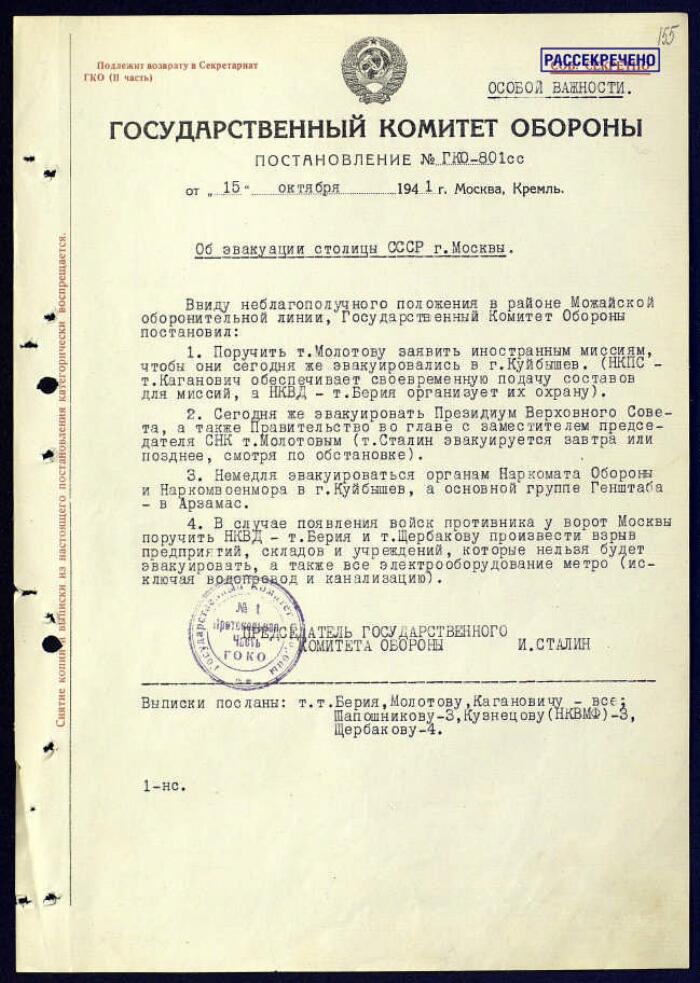 155
Подлежит возврату в Секретариат
ГКО (II часть)
РАССЕКРЕЧЕНО
СОВ. СЕКРЕТНО
ОСОБОЙ ВАЖНОСТИ.
ГОСУДАРСТВЕННЫЙ КОМИТЕТ ОБОРОНЫ
ПОСТАНОВЛЕНИЕ № ГКО-801сс
от „ 15 " октября 1941 г. Москва, Кремль.
Об эвакуации столицы СССР г.Москвы.
Ввиду неблагополучного положения в районе Можайской
оборонительной линии, Государственный Комитет Обороны
постановил:
1. Поручить т.Молотову заявить иностранным миссиям,
чтобы они сегодня же эвакуировались в г.Куйбышев. (НКПС -
т.Каганович обеспечивает своевременную подачу составов
для миссий, а НКВД - т.Берия организует их охрану).
2. Сегодня же эвакуировать Президиум Верховного Сове-
та, а также Правительство во главе с заместителем предсе-
дателя СНК т.Молотовым (т.Сталин эвакуируется завтра или
позднее, смотря по обстановке).
3. Немедля эвакуироваться органам Наркомата Обороны
и Наркомвоенмора в г.Куйбышев, а основной группе Генштаба
- в Арзамас.
4. В случае появления войск противника у ворот Москвы
поручить НКВД - т.Берия и т.Щербакову произвести взрыв
предприятий, складов и учреждений, которые нельзя будет
эвакуировать, а также все электрооборудование метро (ис-
ключая водопровод и канализацию).
ПРЕДСЕДАТЕЛЬ ГОСУДАРСТВЕННОГО
КОМИТЕТА ОБОРОНЫ И.СТАЛИН
Государственный Комитет Обороны
№ 1
Протокольная
Часть
ГОКО
Выписки посланы: т.т.Берия,Молотову,Кагановичу - все;
Шапошникову-3,Кузнецову(НКВМФ)-3,
Щербакову-4.
1-нс.
Снятие копий и выписки из настоящего постановления категорически воспрещается.